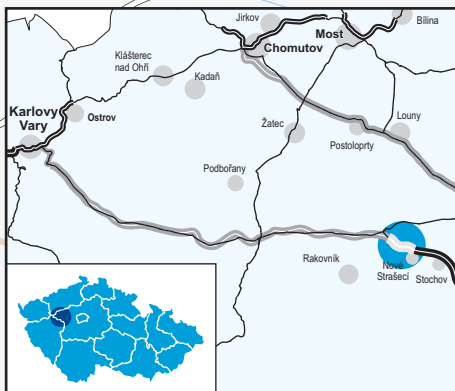 Jirkov
Most
Bílina
Chomutov
Klášterec
nad Ohří
Kadaň
Karlovy
Vary
Ostrov
Žatec
Louny
Postoloprty
Podbořany
Rakovník
Nové
Strašecí
Stochov